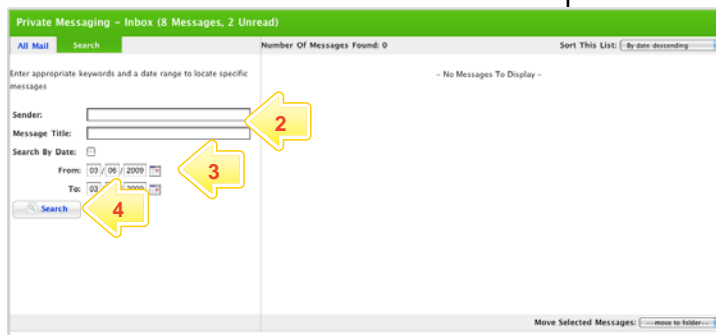 Private Messaging - Inbox (8 Messages, 2 Unread)
All Mail Search Number Of Messages Found: 0 Sort This List: By date descending
Enter appropriate keywords and a date range to locate specific messages
- No Messages To Display -
Sender:
2
Message Title:
Search By Date:
From: 03 / 06 / 2009
3
To: 03 2009
Search
4
Move Selected Messages: --move to folder--